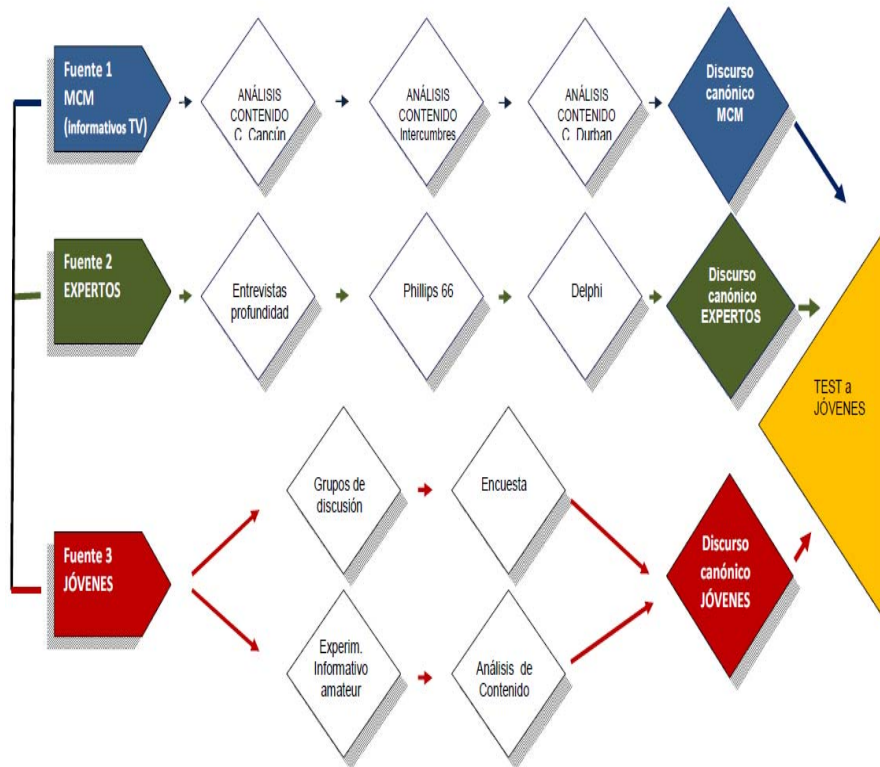 Fuente 1
MCM
(informativos TV)
ANÁLISIS
CONTENIDO
C. Cancún
ANÁLISIS
CONTENIDO
Intercumbres
ANÁLISIS
CONTENIDO
C. Durban
Discurso
canónico
MCM
Fuente 2
EXPERTOS
Entrevistas
profundidad
Phillips 66
Delphi
Discurso
canónico
EXPERTOS
TEST a
JÓVENES
Fuente 3
JÓVENES
Grupos de
discusión
Encuesta
Experim.
Informativo
amateur
Análisis de
Contenido
Discurso
canónico
JÓVENES